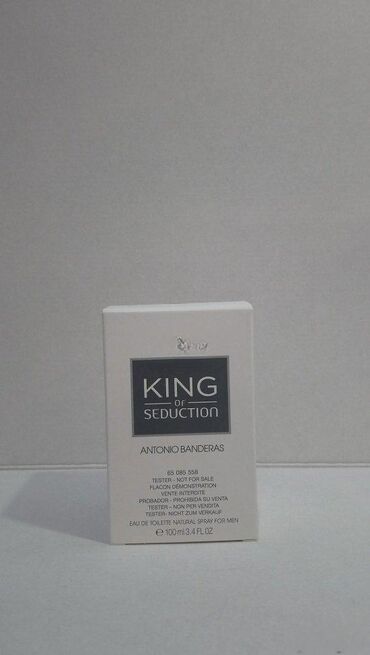 KING
OF
SEDUCTION
ANTONIO BANDERAS
65 085 558
TESTER - NOT FOR SALE
FLACON DÉMONSTRATION
VENTE INTERDITE
PROBADOR - PROHIBIDA SU VENTA
TESTER - NON PER VENDITA
TESTER- NICHT ZUM VERKAUF
EAU DE TOILETTE NATURAL SPRAY FOR MEN
℮ 100 ml 3.4 FL OZ